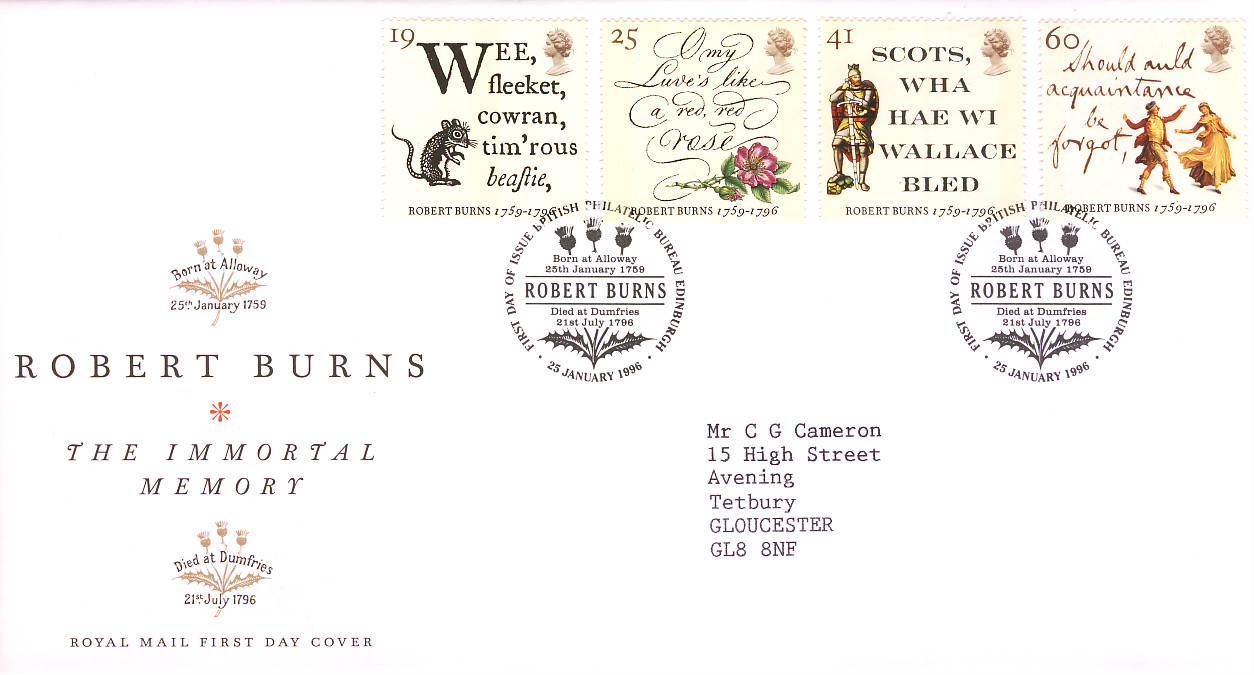 19
WEE,
fleeket,
cowran,
tim'rous
beaſtie,
ROBERT BURNS 1759-1796
25
O my
Luve's like
a red, red
rose
ROBERT BURNS 1759-1796
41
SCOTS,
WHA
HAE WI
WALLACE
BLED
ROBERT BURNS 1759-1796
60
Should auld
acquaintance
be
forgot,
ROBERT BURNS 1759-1796
FIRST DAY OF ISSUE BRITISH PHILATELIC BUREAU EDINBURGH
Born at Alloway
25th January 1759
ROBERT BURNS
Died at Dumfries
21st July 1796
• 25 JANUARY 1996 •
FIRST DAY OF ISSUE BRITISH PHILATELIC BUREAU EDINBURGH
Born at Alloway
25th January 1759
ROBERT BURNS
Died at Dumfries
21st July 1796
• 25 JANUARY 1996 •
Born at Alloway
25th January 1759
ROBERT BURNS
THE IMMORTAL
MEMORY
Died at Dumfries
21st July 1796
ROYAL MAIL FIRST DAY COVER
Mr C G Cameron
15 High Street
Avening
Tetbury
GLOUCESTER
GL8 8NF